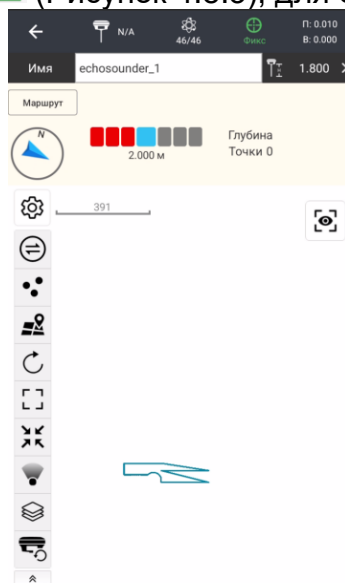 (Рисунок 4.8.6), для
N/A
46/46
Фикс
П: 0.010
В: 0.000
Имя
echosounder_1
1.800
Маршрут
N
2.000 м
Глубина
Точки 0
391